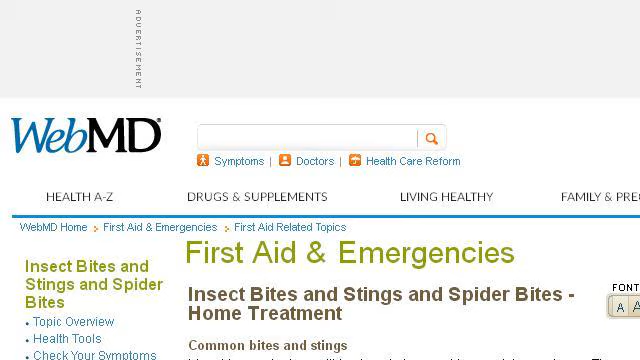 ADVERTISEMENT
WebMD
Symptoms | Doctors | Health Care Reform
HEALTH A-Z DRUGS & SUPPLEMENTS LIVING HEALTHY FAMILY &
WebMD Home First Aid & Emergencies First Aid Related Topics
First Aid & Emergencies
Insect Bites and
Stings and Spider
Bites
• Topic Overview
• Health Tools
• Check Your Symptoms
FONT
A A
Insect Bites and Stings and Spider Bites -
Home Treatment
Common bites and stings